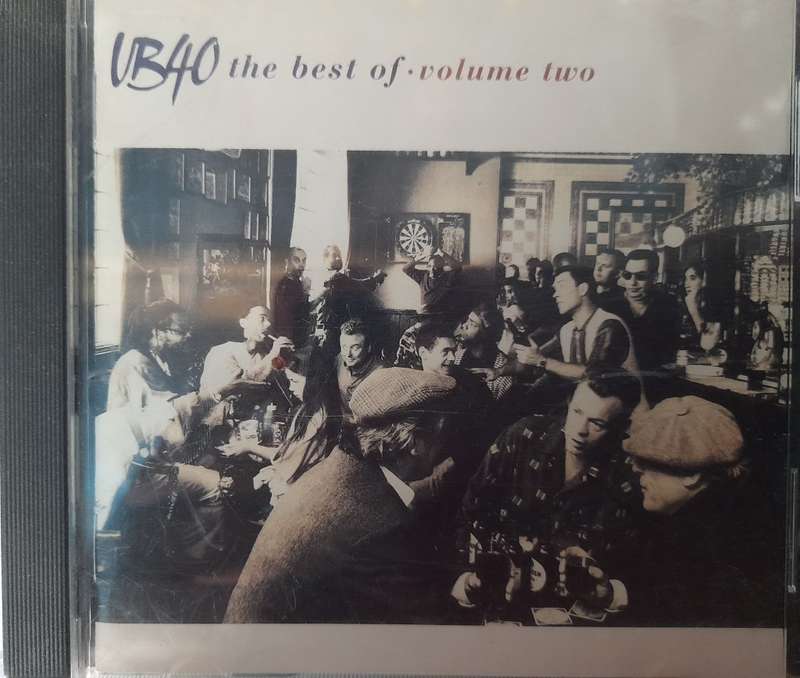 UB40 the best of · volume two